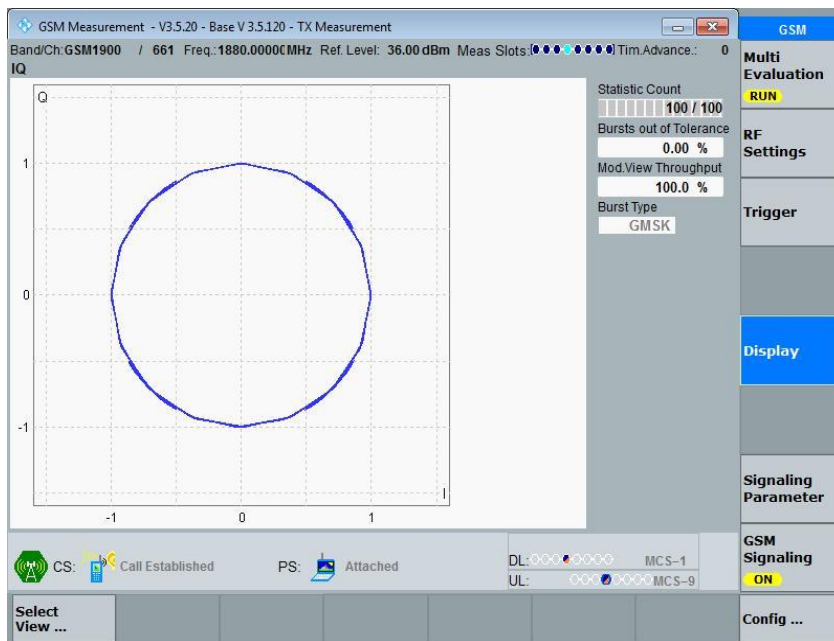 GSM Measurement - V3.5.20 - Base V 3.5.120 - TX Measurement
GSM
Band/Ch:GSM1900 / 661 Freq.:1880.0000(MHz Ref. Level: 36.00 dBm Meas Slots: Tim.Advance.: 0
IQ
Multi
Evaluation
RUN
RF
Settings
Trigger
Display
Signaling
Parameter
GSM
Signaling
ON
Config ...
Statistic Count
100 / 100
Bursts out of Tolerance
0.00 %
Mod.View Throughput
100.0 %
Burst Type
GMSK
Q
1
0
-1
I
-1 0 1
CS: Call Established PS: Attached
DL: MCS-1
UL: MCS-9
Select
View ...